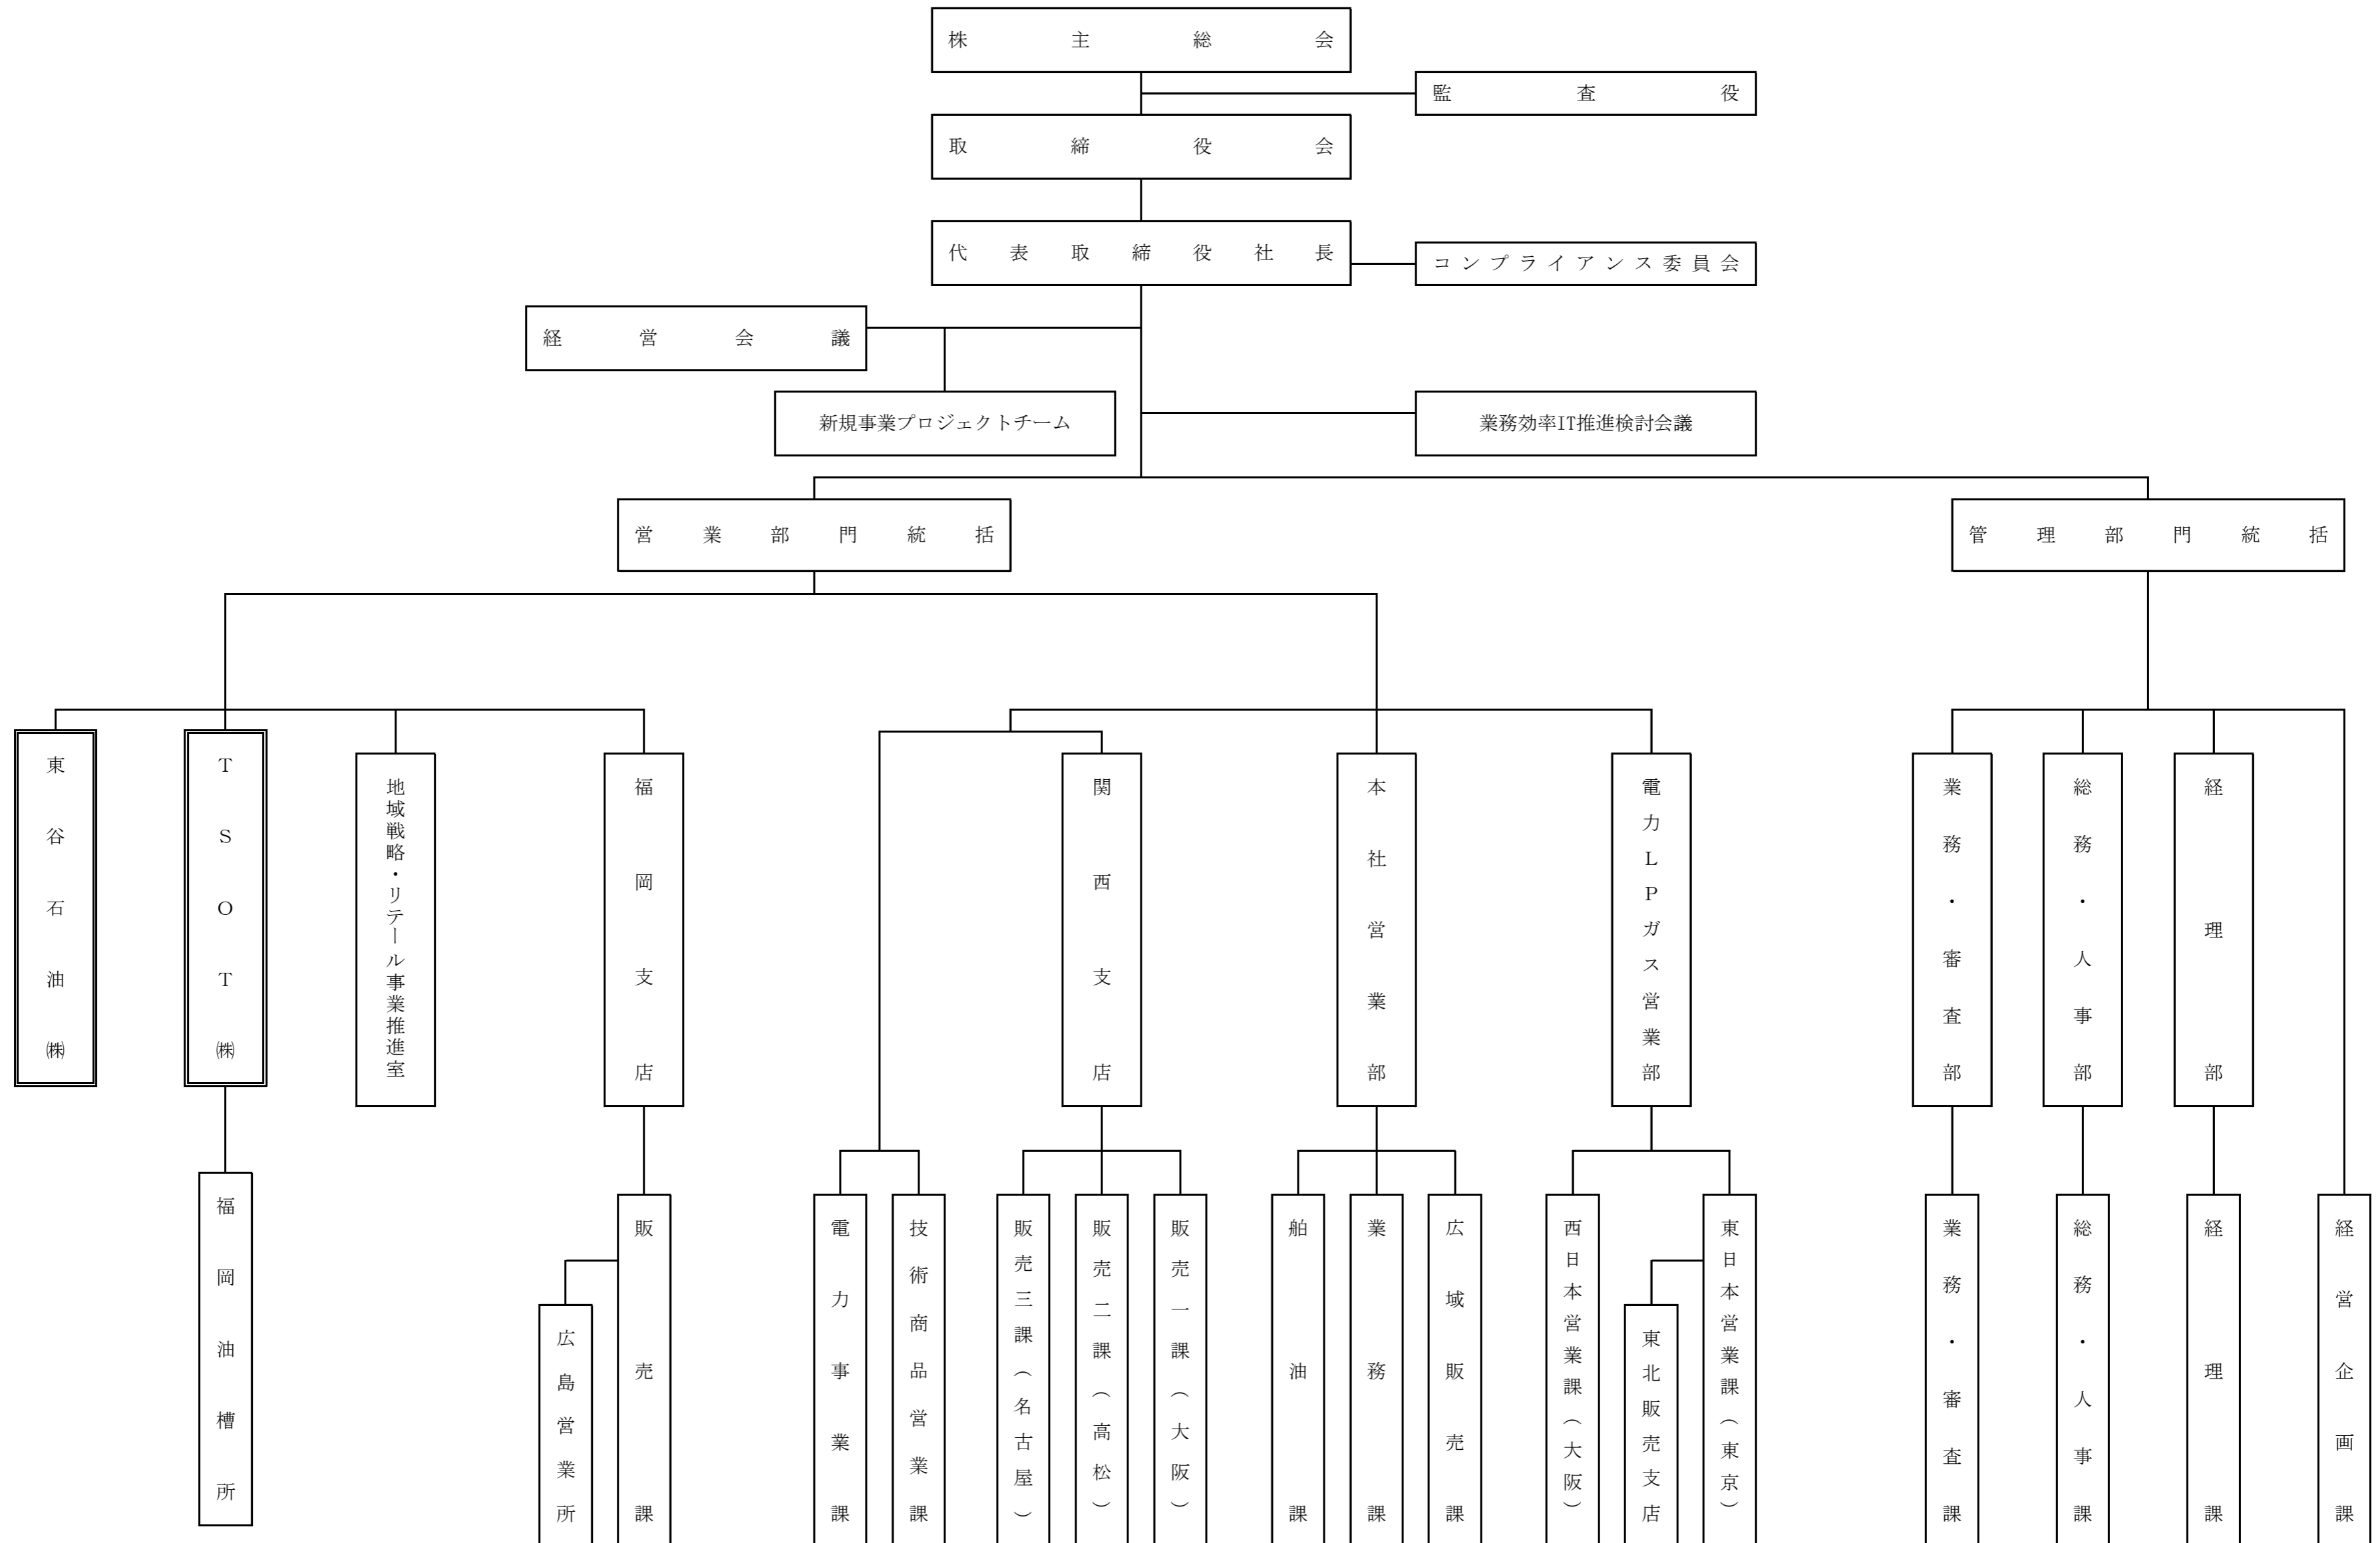 株主総会
監査役
取締役会
代表取締役社長
コンプライアンス委員会
経営会議
新規事業プロジェクトチーム
業務効率IT推進検討会議
営業部門統括
管理部門統括
東谷石油㈱
TSOT㈱
地域戦略・リテール事業推進室
福岡支店
関西支店
本社営業部
電力LPガス営業部
業務・審査部
総務・人事部
経理部
福岡油槽所
広島営業所
販売課
電力事業課
技術商品営業課
販売三課(名古屋)
販売二課(高松)
販売一課(大阪)
舶油課
業務課
広域販売課
西日本営業課(大阪)
東北販売支店
東日本営業課(東京)
業務・審査課
総務・人事課
経理課
経営企画課